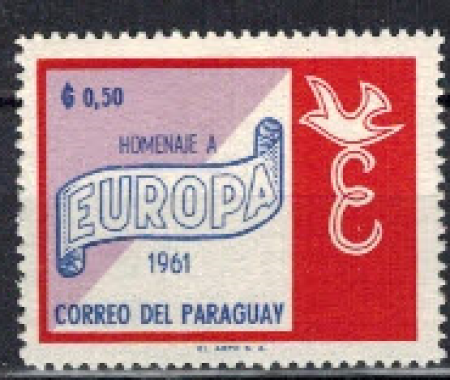 ₲ 0,50
HOMENAJE A
EUROPA
1961
CORREO DEL PARAGUAY
E